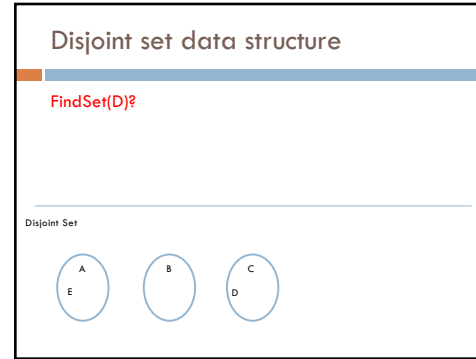 Disjoint set data structure
FindSet(D)?
Disjoint Set
A B C
E D